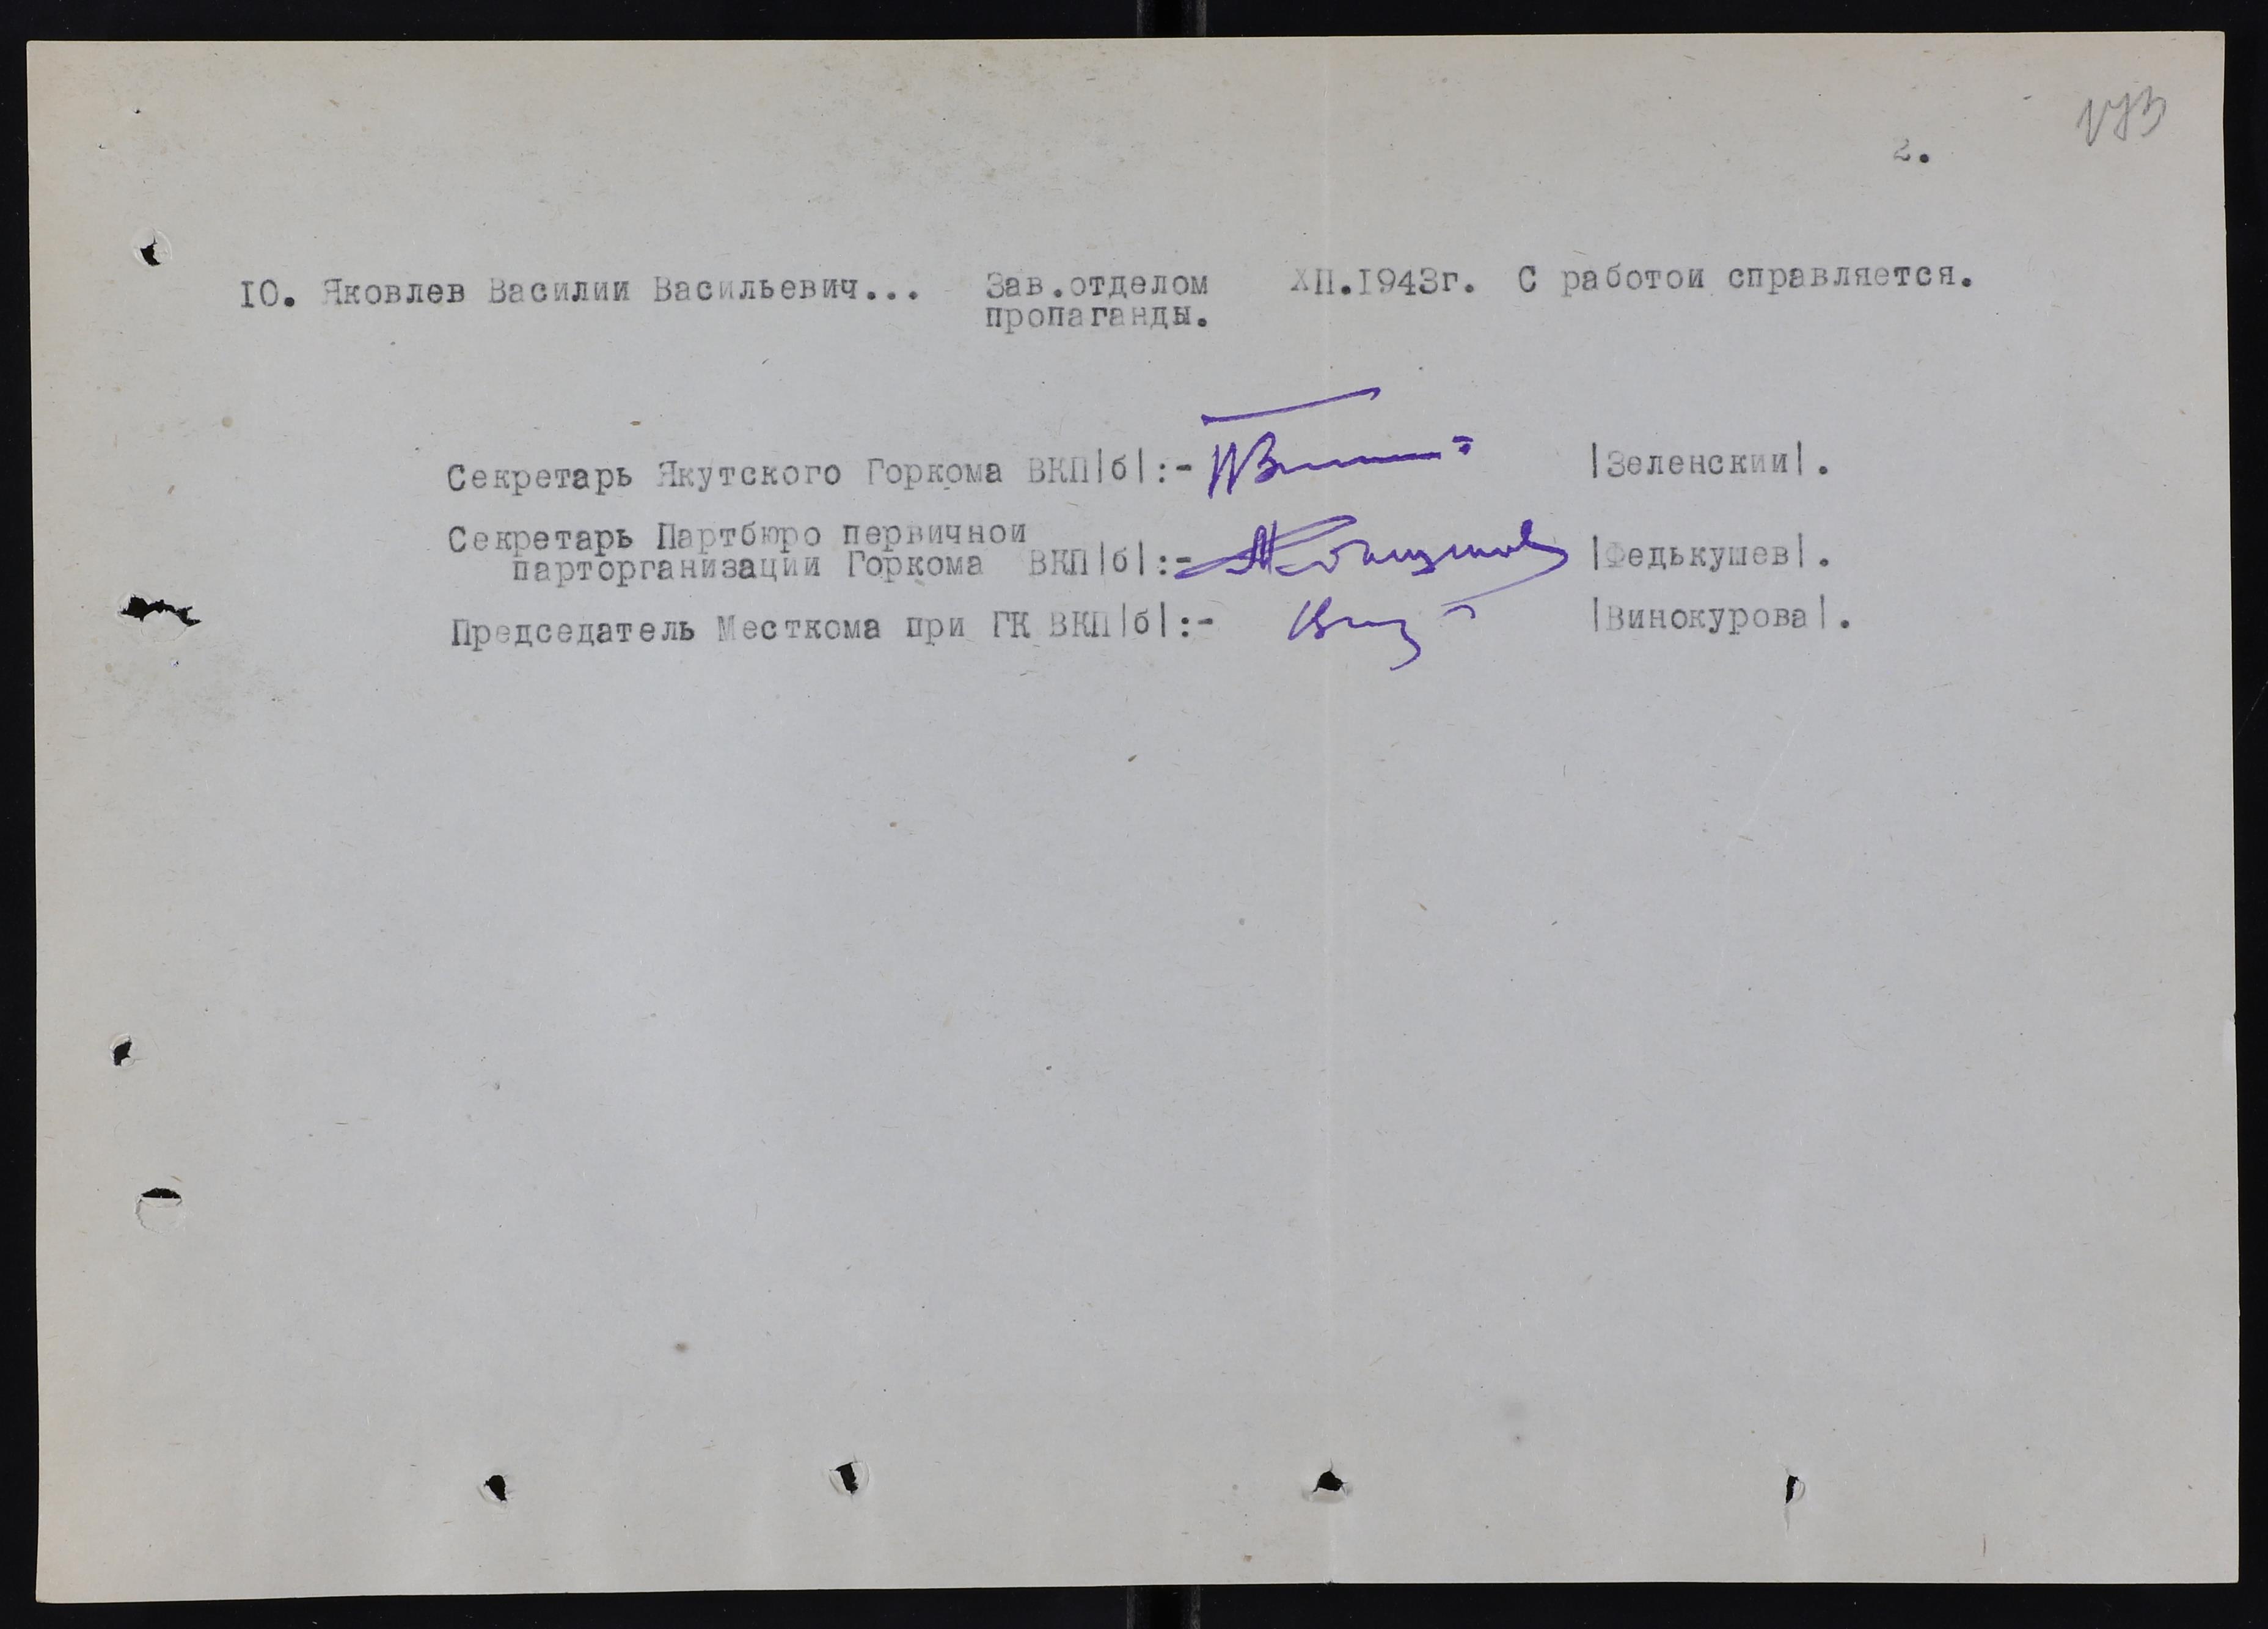 173
2.
10. Яковлев Василии Васильевич... Зав.отделом XII.1943г. С работои справляется.
пропаганды.
Секретарь Якутского Горкома ВКП|б|:- |Зеленскии|.
Секретарь Партбюро первичнои
парторганизации Горкома ВКП|б|:- |Федькушев|.
Председатель Месткома при ГК ВКП|б|:- |Винокурова|.